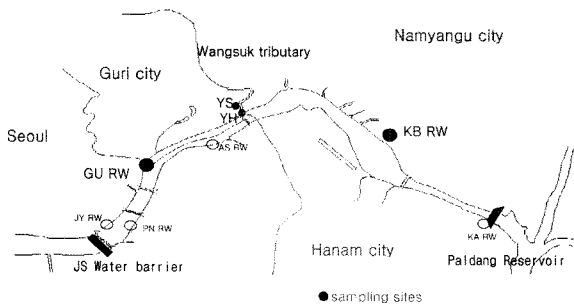 Namyangu city
Wangsuk tributary
Guri city
YS
YH
Seoul
KB RW
AS RW
GU RW
JY RW
PN RW
KA RW
Hanam city
JS Water barrier
Paldang Reservoir
sampling sites